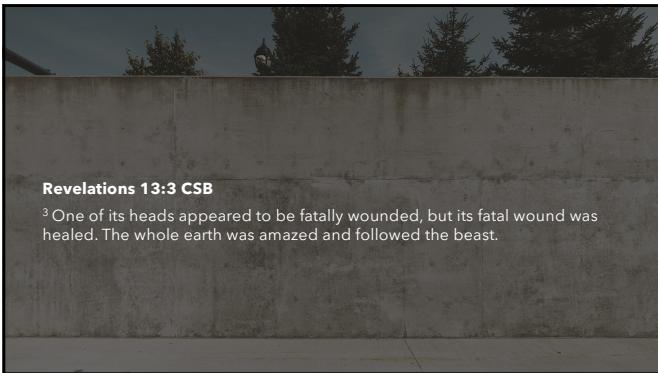 Revelations 13:3 CSB
3 One of its heads appeared to be fatally wounded, but its fatal wound was
healed. The whole earth was amazed and followed the beast.